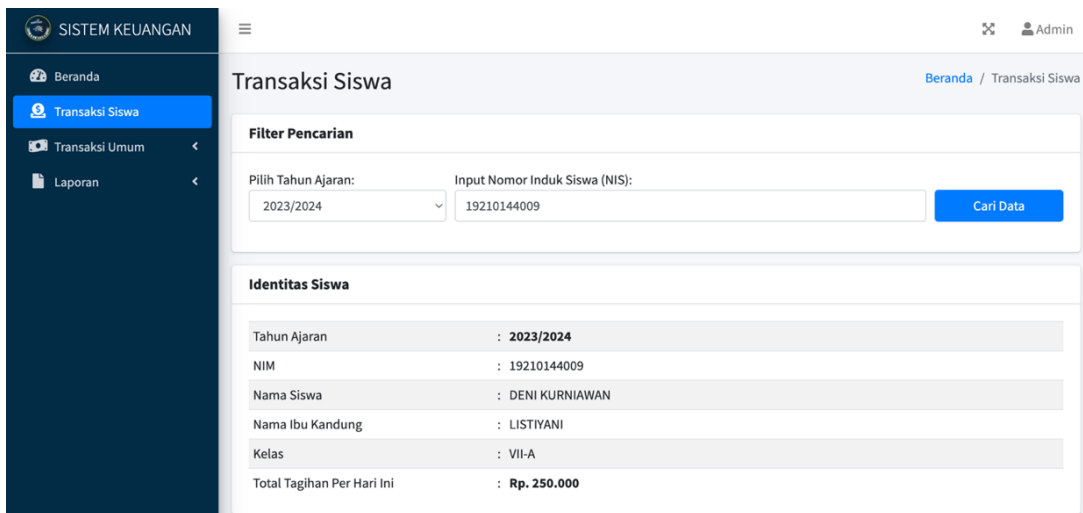 SISTEM KEUANGAN
Admin
Beranda
Transaksi Siswa
Transaksi Umum
Laporan
Transaksi Siswa
Beranda / Transaksi Siswa
Filter Pencarian
Pilih Tahun Ajaran: Input Nomor Induk Siswa (NIS):
2023/2024 19210144009 Cari Data
Identitas Siswa
Tahun Ajaran : 2023/2024
NIM : 19210144009
Nama Siswa : DENI KURNIAWAN
Nama Ibu Kandung : LISTIYANI
Kelas : VII-A
Total Tagihan Per Hari Ini : Rp. 250.000